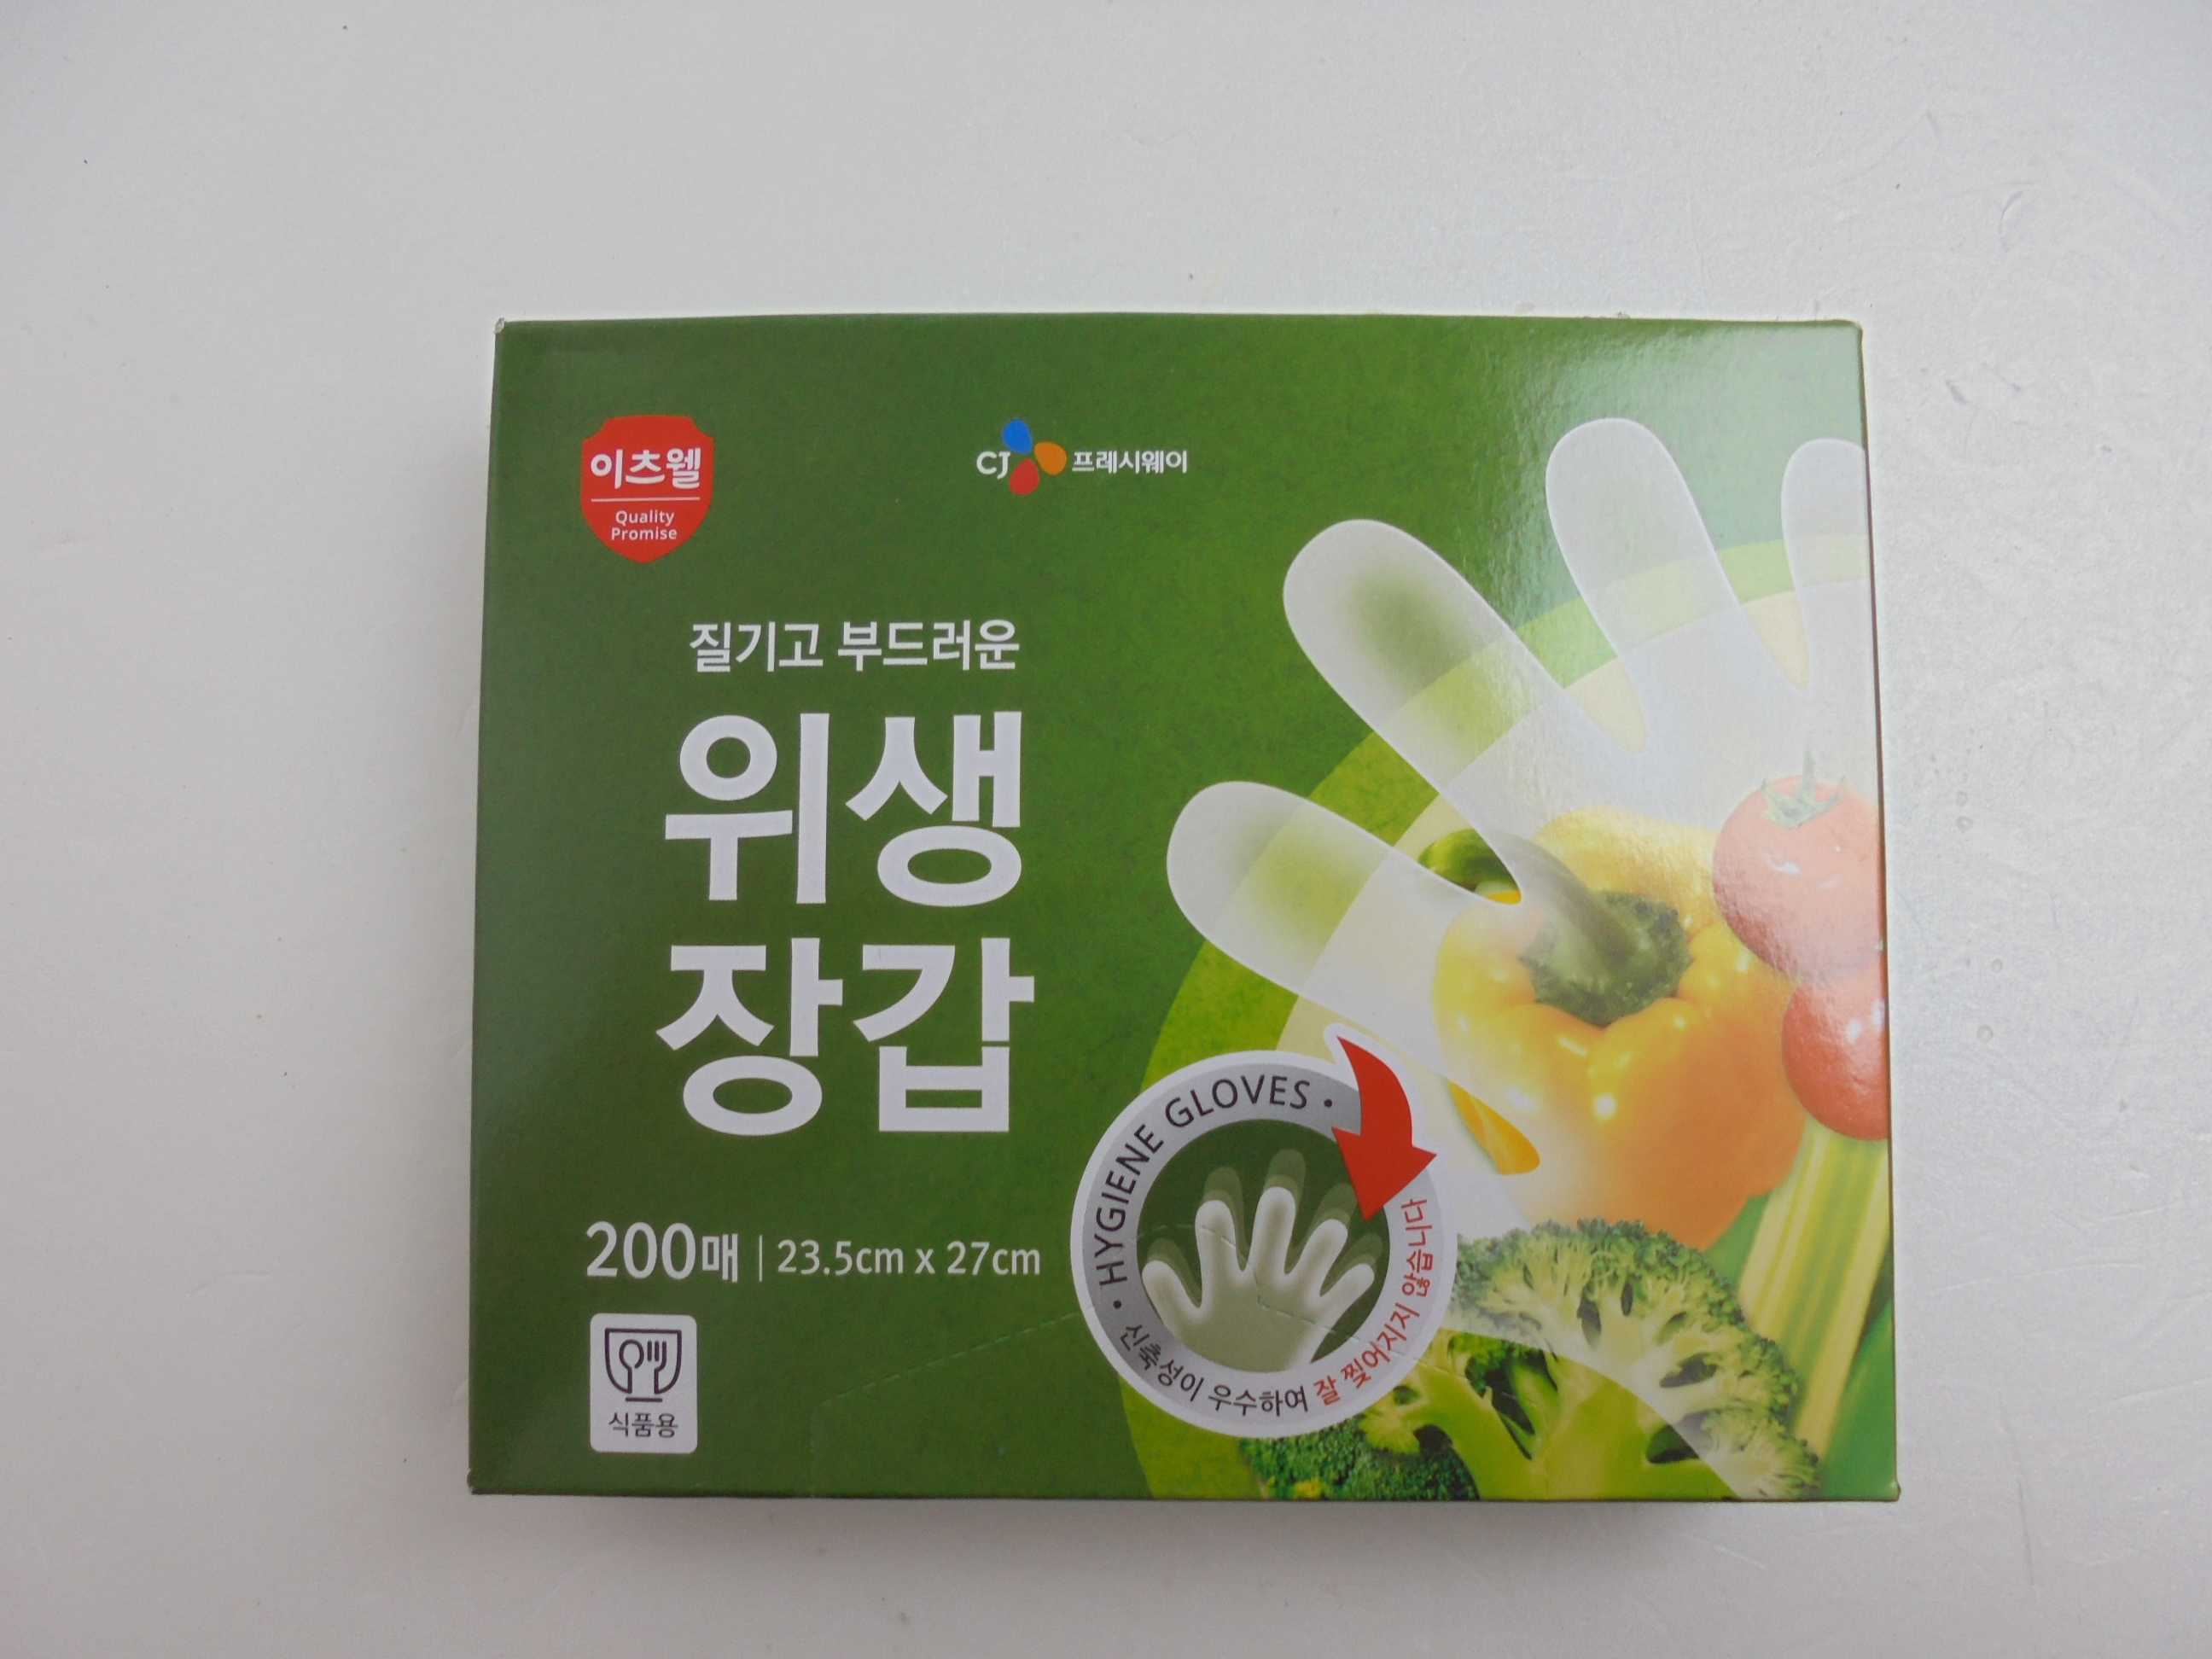 이츠웰
Quality
Promise
CJ 프레시웨이
질기고 부드러운
위생
장갑
200매 | 23.5cm x 27cm
식품용
• HYGIENE GLOVES •
신축성이 우수하여 잘 찢어지지 않습니다